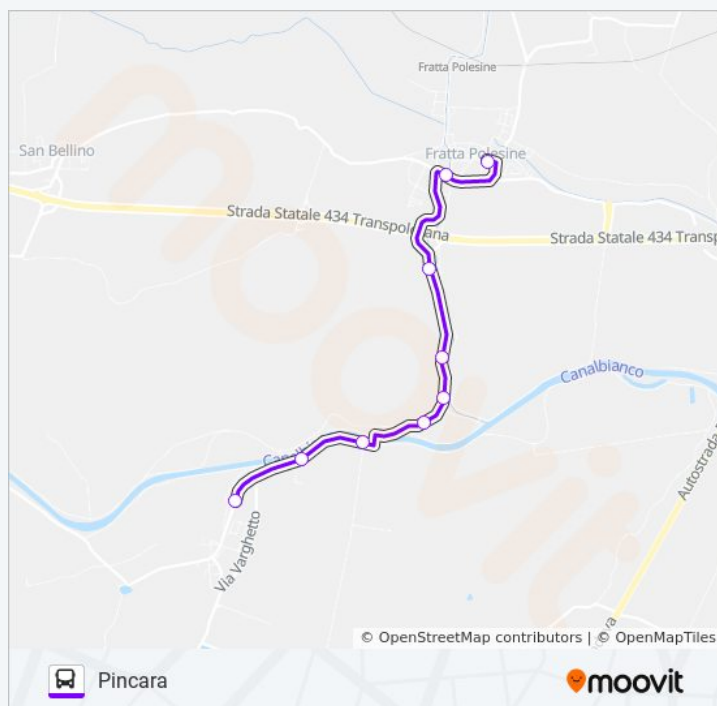 Fratta Polesine
San Bellino
Fratta Polesine
Strada Statale 434 Transpolesana
Strada Statale 434 Transp
Canalbianco
Autostrada
Via Varghetto
moovit
© OpenStreetMap contributors | © OpenMapTiles
Pincara
moovit